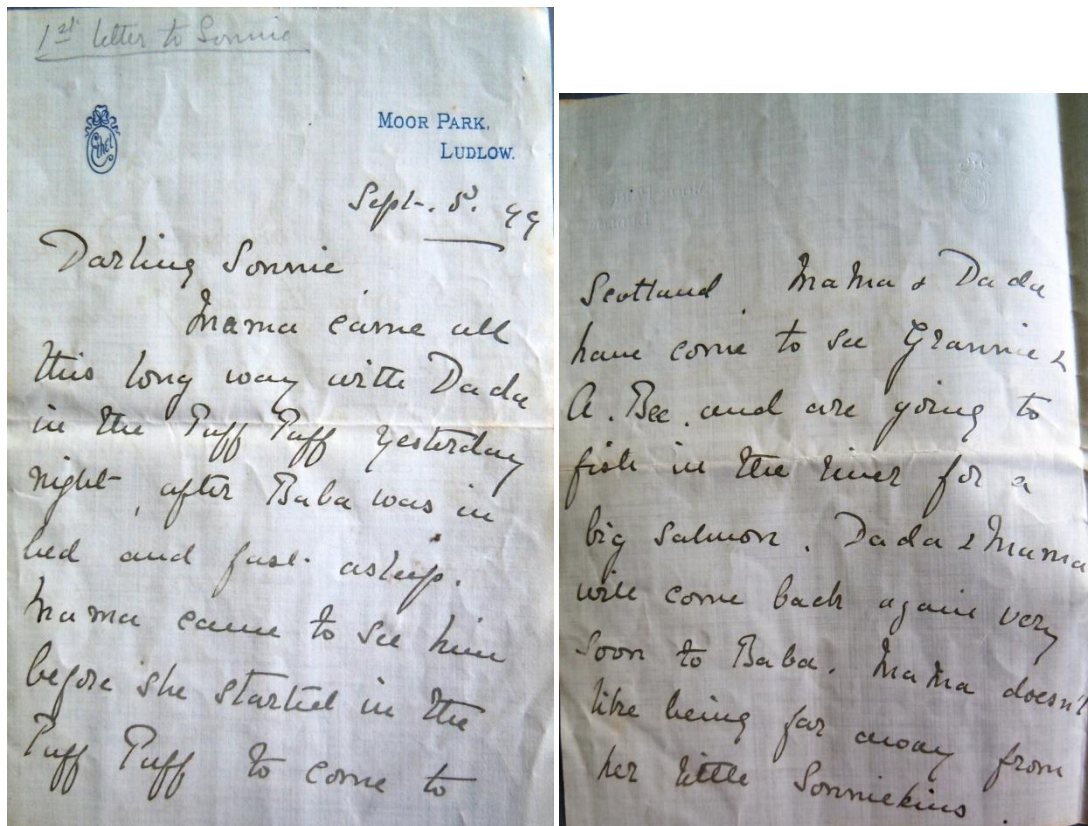 1st letter to Sonnie
Ethel
MOOR PARK,
LUDLOW.
Sept. 5. 99
Darling Sonnie
Mama came all
this long way with Dada
in the Puff Puff yesterday
night, after Baba was in
bed and fast asleep.
Mama came to see him
before she started in the
Puff Puff to come to
Scotland. Mama & Dada
have come to see Grannie &
A. Bee. and are going to
fish in the river for a
big salmon. Dada & Mama
will come back again very
soon to Baba. Mama doesn't
like being far away from
her little Sonniekins.